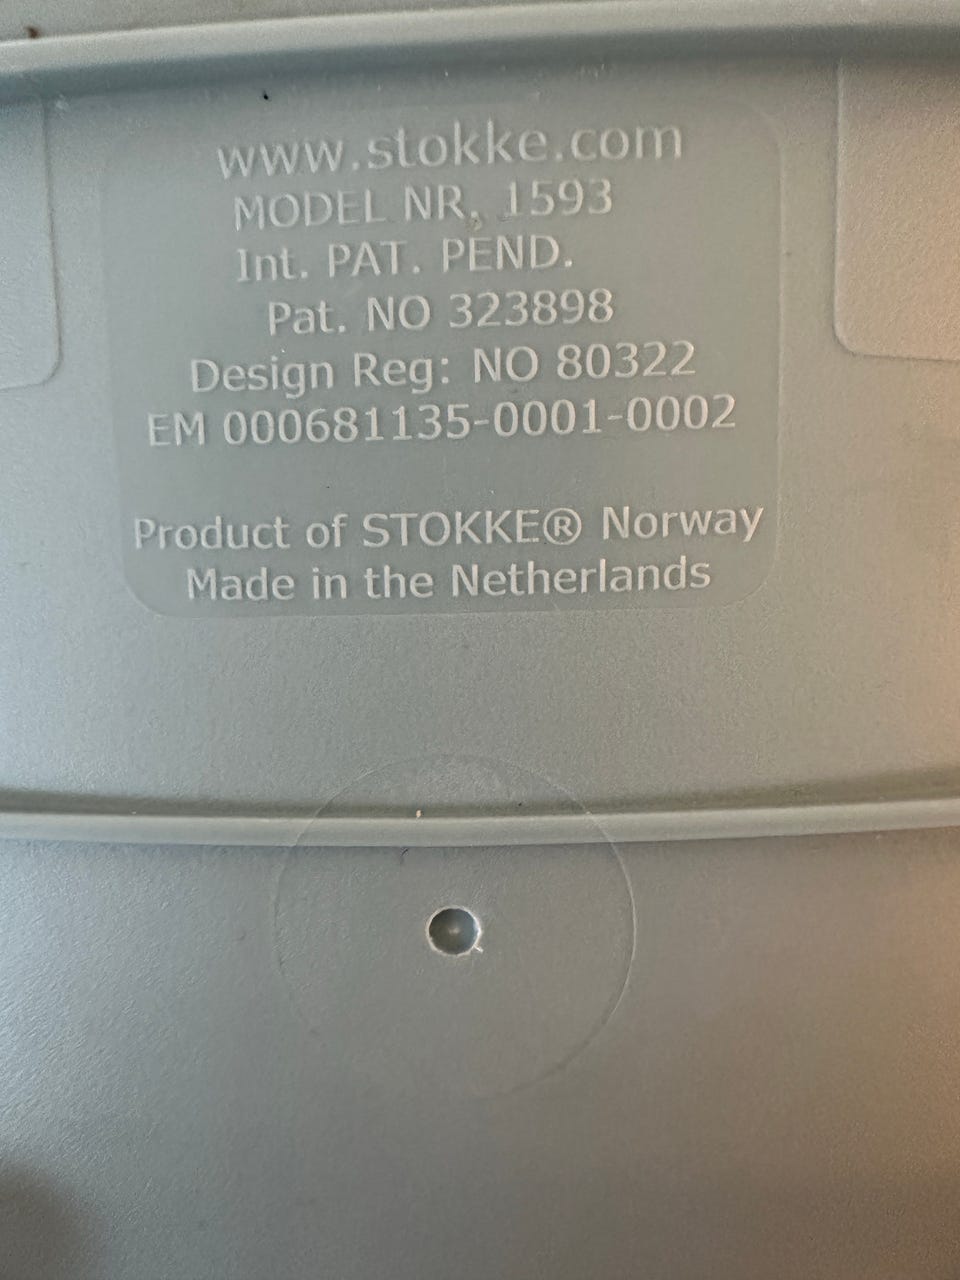 www.stokke.com
MODEL NR. 1593
Int. PAT. PEND.
Pat. NO 323898
Design Reg: NO 80322
EM 000681135-0001-0002
Product of STOKKE® Norway
Made in the Netherlands